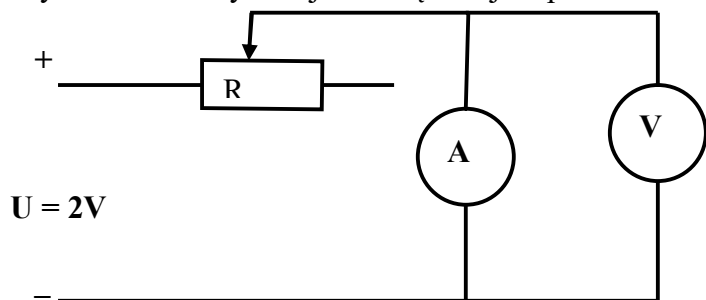 +
R
A
V
U = 2V
–